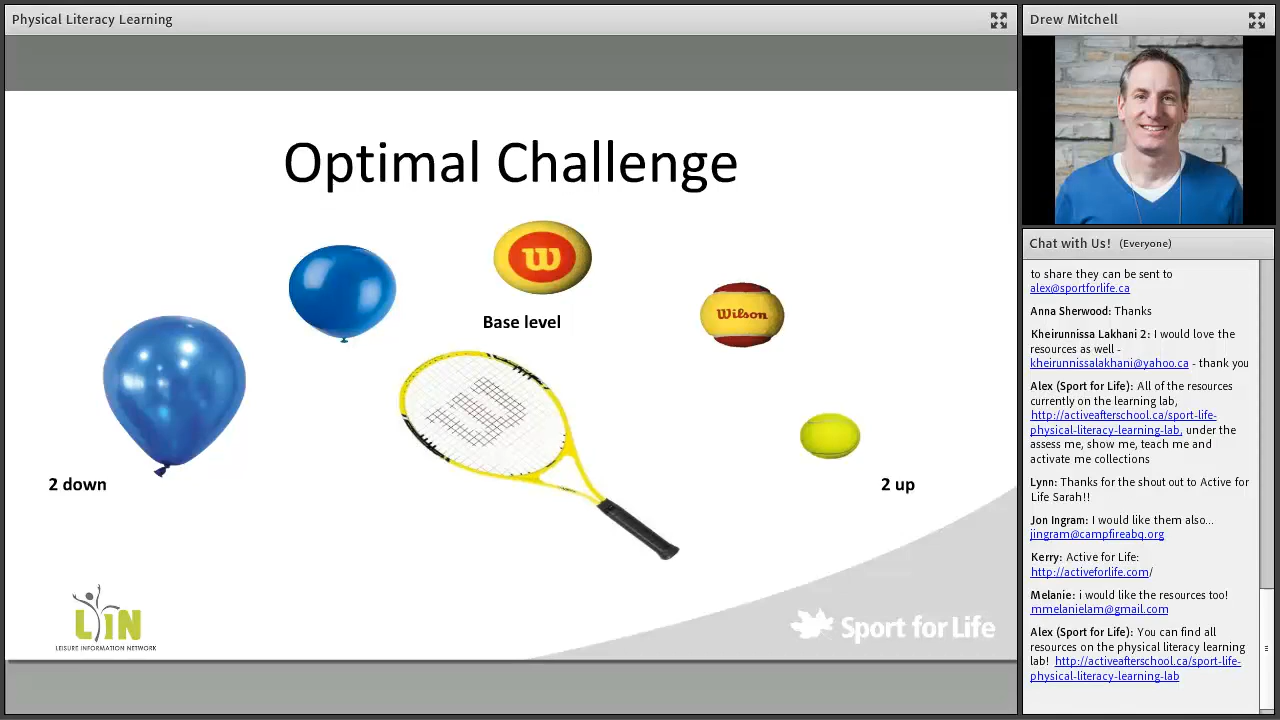 Physical Literacy Learning
Optimal Challenge
W
Base level
Wilson
W
2 down
2 up
LIN
LEISURE INFORMATION NETWORK
Sport for Life
Drew Mitchell
Chat with Us! (Everyone)
to share they can be sent to
alex@sportforlife.ca
Anna Sherwood: Thanks
Kheirunnissa Lakhani 2: I would love the
resources as well -
kheirunnissalakhani@yahoo.ca - thank you
Alex (Sport for Life): All of the resources
currently on the learning lab,
http://activeafterschool.ca/sport-life-
physical-literacy-learning-lab, under the
assess me, show me, teach me and
activate me collections
Lynn: Thanks for the shout out to Active for
Life Sarah!!
Jon Ingram: I would like them also...
jingram@campfireabq.org
Kerry: Active for Life:
http://activeforlife.com/
Melanie: i would like the resources too!
mmelanielam@gmail.com
Alex (Sport for Life): You can find all
resources on the physical literacy learning
lab! http://activeafterschool.ca/sport-life-
physical-literacy-learning-lab